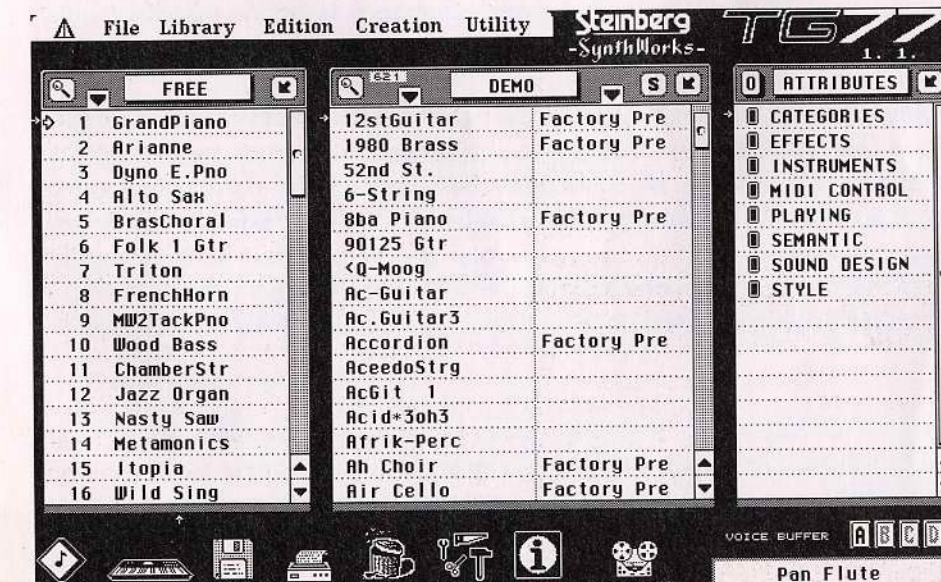 File Library Edition Creation Utility
Steinberg
-SynthWorks-
TG77
1. 1.
FREE
1 GrandPiano
2 Arianne
3 Dyno E.Pno
4 Alto Sax
5 BrasChoral
6 Folk 1 Gtr
7 Triton
8 FrenchHorn
9 MW2TackPno
10 Wood Bass
11 ChamberStr
12 Jazz Organ
13 Nasty Saw
14 Metamonics
15 Itopia
16 Wild Sing
621
DEMO
S
12stGuitar Factory Pre
1980 Brass Factory Pre
52nd St.
6-String
8ba Piano Factory Pre
90125 Gtr
<Q-Moog
Ac-Guitar
Ac.Guitar3
Accordion Factory Pre
AceedoStrg
AcGit 1
Acid*3oh3
Afrik-Perc
Ah Choir Factory Pre
Air Cello Factory Pre
0 ATTRIBUTES
CATEGORIES
EFFECTS
INSTRUMENTS
MIDI CONTROL
PLAYING
SEMANTIC
SOUND DESIGN
STYLE
VOICE BUFFER A B C D
Pan Flute